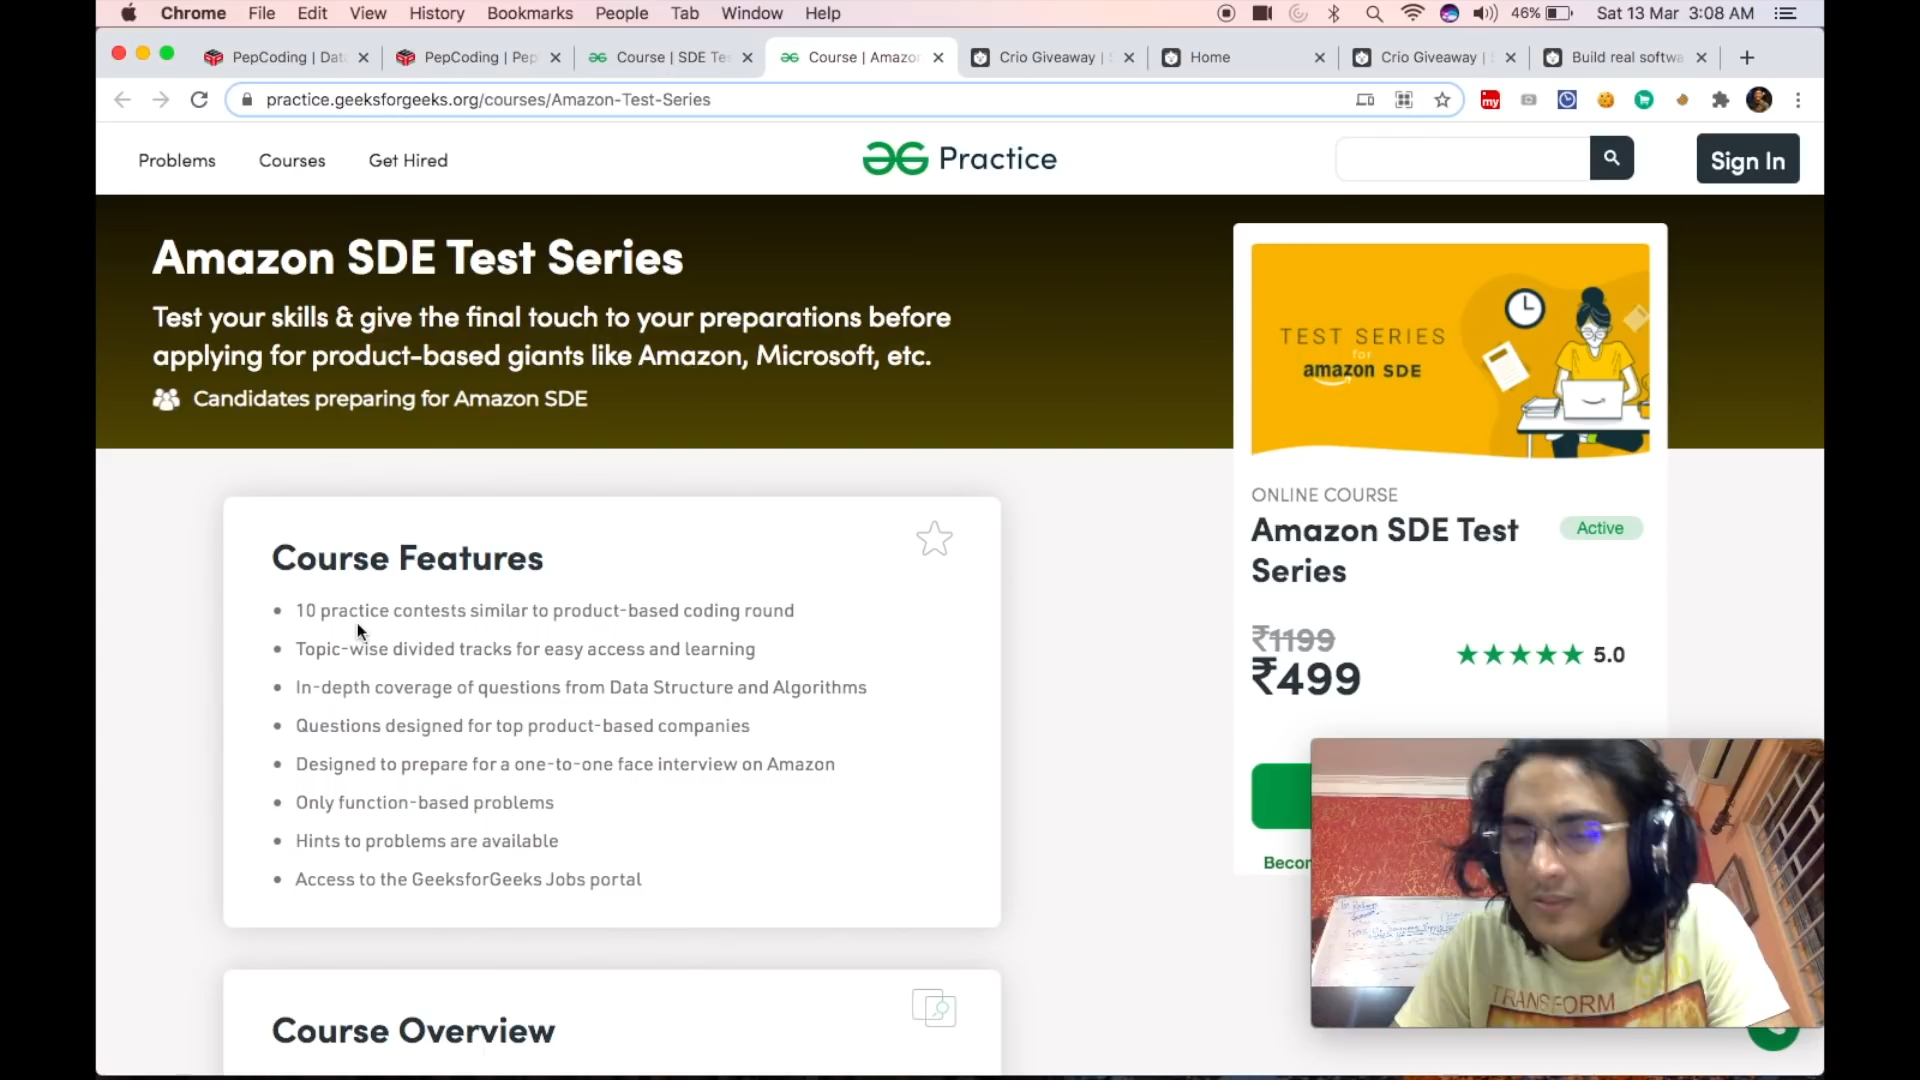 Chrome File Edit View History Bookmarks People Tab Window Help 46% Sat 13 Mar 3:08 AM
PepCoding | Dat PepCoding | Pep Course | SDE Te Course | Amazon Crio Giveaway | Home Crio Giveaway | Build real softwa
practice.geeksforgeeks.org/courses/Amazon-Test-Series
my
Problems Courses Get Hired
Practice
Sign In
Amazon SDE Test Series
Test your skills & give the final touch to your preparations before
applying for product-based giants like Amazon, Microsoft, etc.
Candidates preparing for Amazon SDE
TEST SERIES
for
amazon SDE
ONLINE COURSE
Amazon SDE Test
Series
Active
₹1199
₹499
5.0
Becom
Course Features
10 practice contests similar to product-based coding round
Topic-wise divided tracks for easy access and learning
In-depth coverage of questions from Data Structure and Algorithms
Questions designed for top product-based companies
Designed to prepare for a one-to-one face interview on Amazon
Only function-based problems
Hints to problems are available
Access to the GeeksforGeeks Jobs portal
Course Overview
TRANSFORM